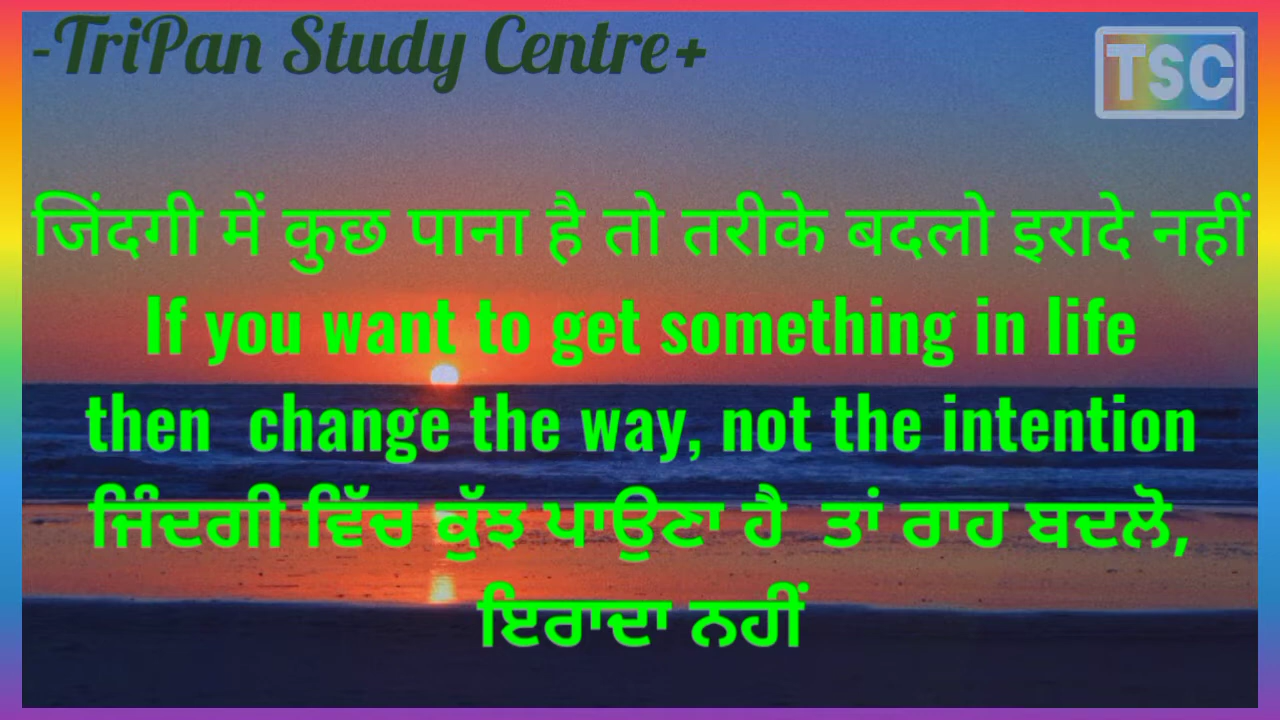 -TriPan Study Centre+
TSC
जिंदगी में कुछ पाना है तो तरीके बदलो इरादे नहीं
If you want to get something in life
then change the way, not the intention
ਜਿੰਦਗੀ ਵਿੱਚ ਕੁੱਝ ਪਾਉਣਾ ਹੈ ਤਾਂ ਰਾਹ ਬਦਲੋ,
ਇਰਾਦਾ ਨਹੀਂ